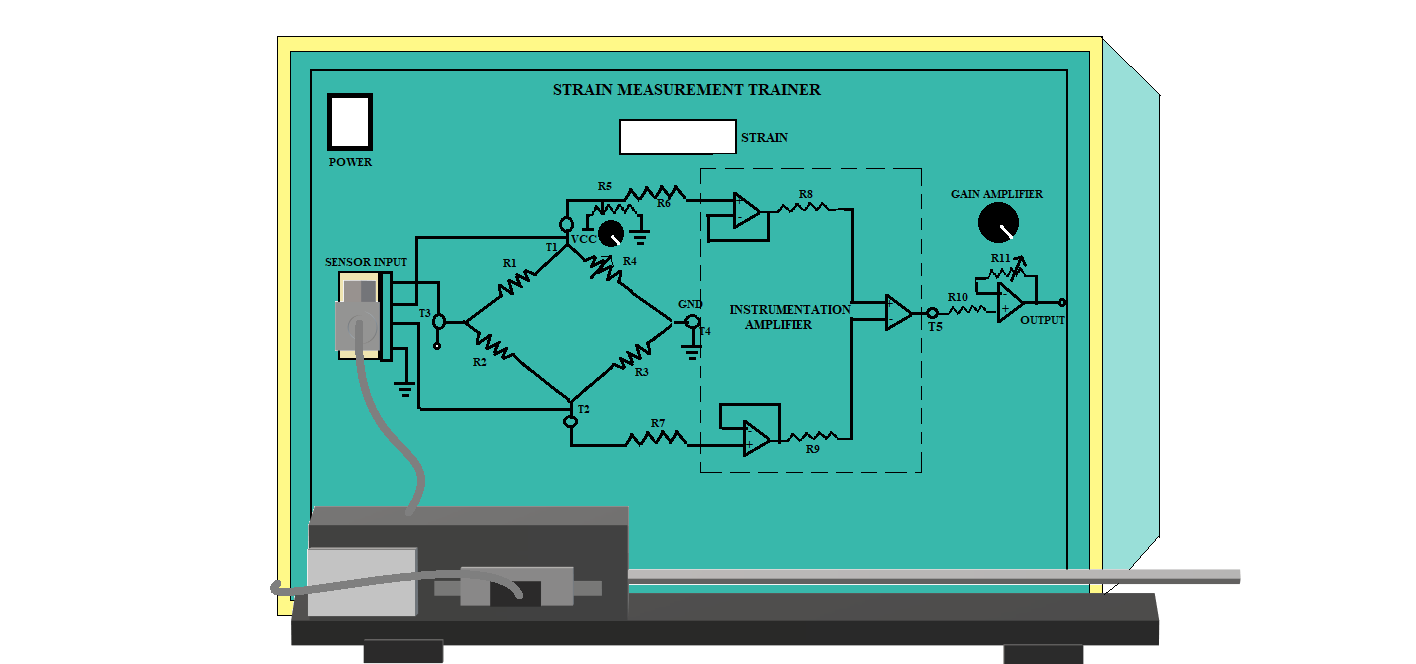 STRAIN MEASUREMENT TRAINER
POWER
STRAIN
R5
R6
R8
GAIN AMPLIFIER
VCC
T1
SENSOR INPUT
R1
R4
R11
+
-
T3
GND
T4
INSTRUMENTATION
AMPLIFIER
+
-
T5
R10
-
+
OUTPUT
R2
R3
T2
R7
-
+
R9